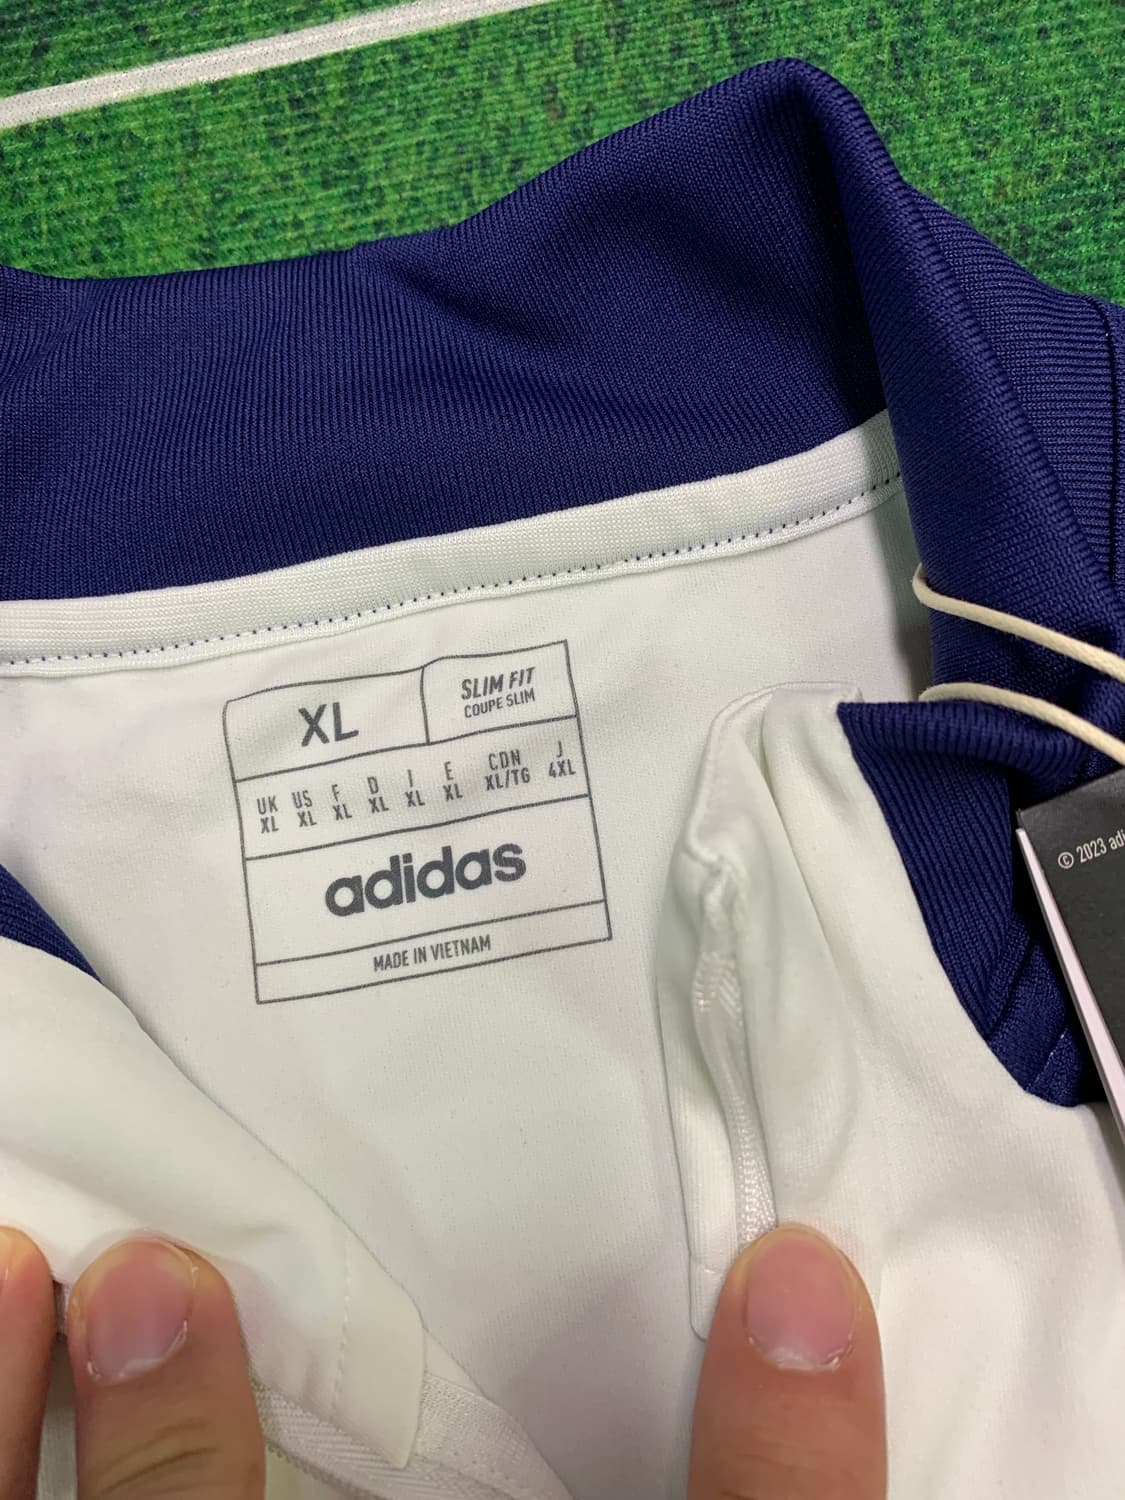 XL
SLIM FIT
COUPE SLIM
UK US F D I E CDN J
XL XL XL XL XL XL XL/TG 4XL
adidas
MADE IN VIETNAM
© 2023